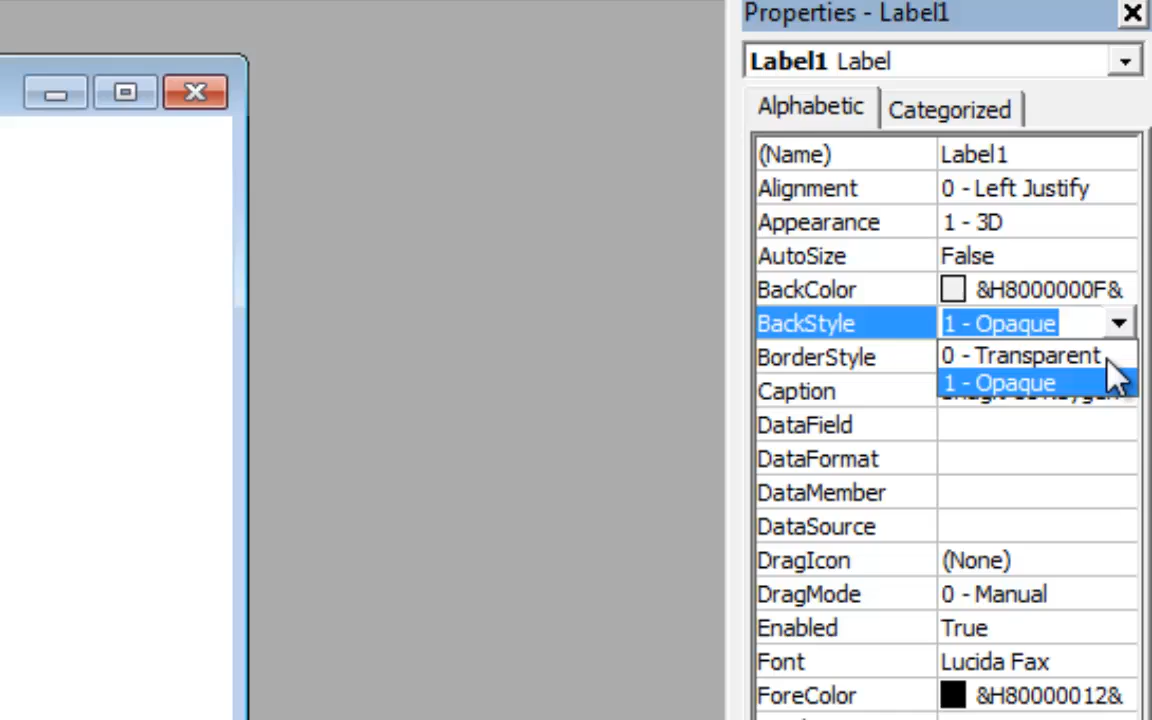 Properties - Label1
Label1 Label
Alphabetic Categorized
(Name) Label1
Alignment 0 - Left Justify
Appearance 1 - 3D
AutoSize False
BackColor &H8000000F&
BackStyle 1 - Opaque
BorderStyle 0 - Transparent
1 - Opaque
Caption
DataField
DataFormat
DataMember
DataSource
DragIcon (None)
DragMode 0 - Manual
Enabled True
Font Lucida Fax
ForeColor &H80000012&